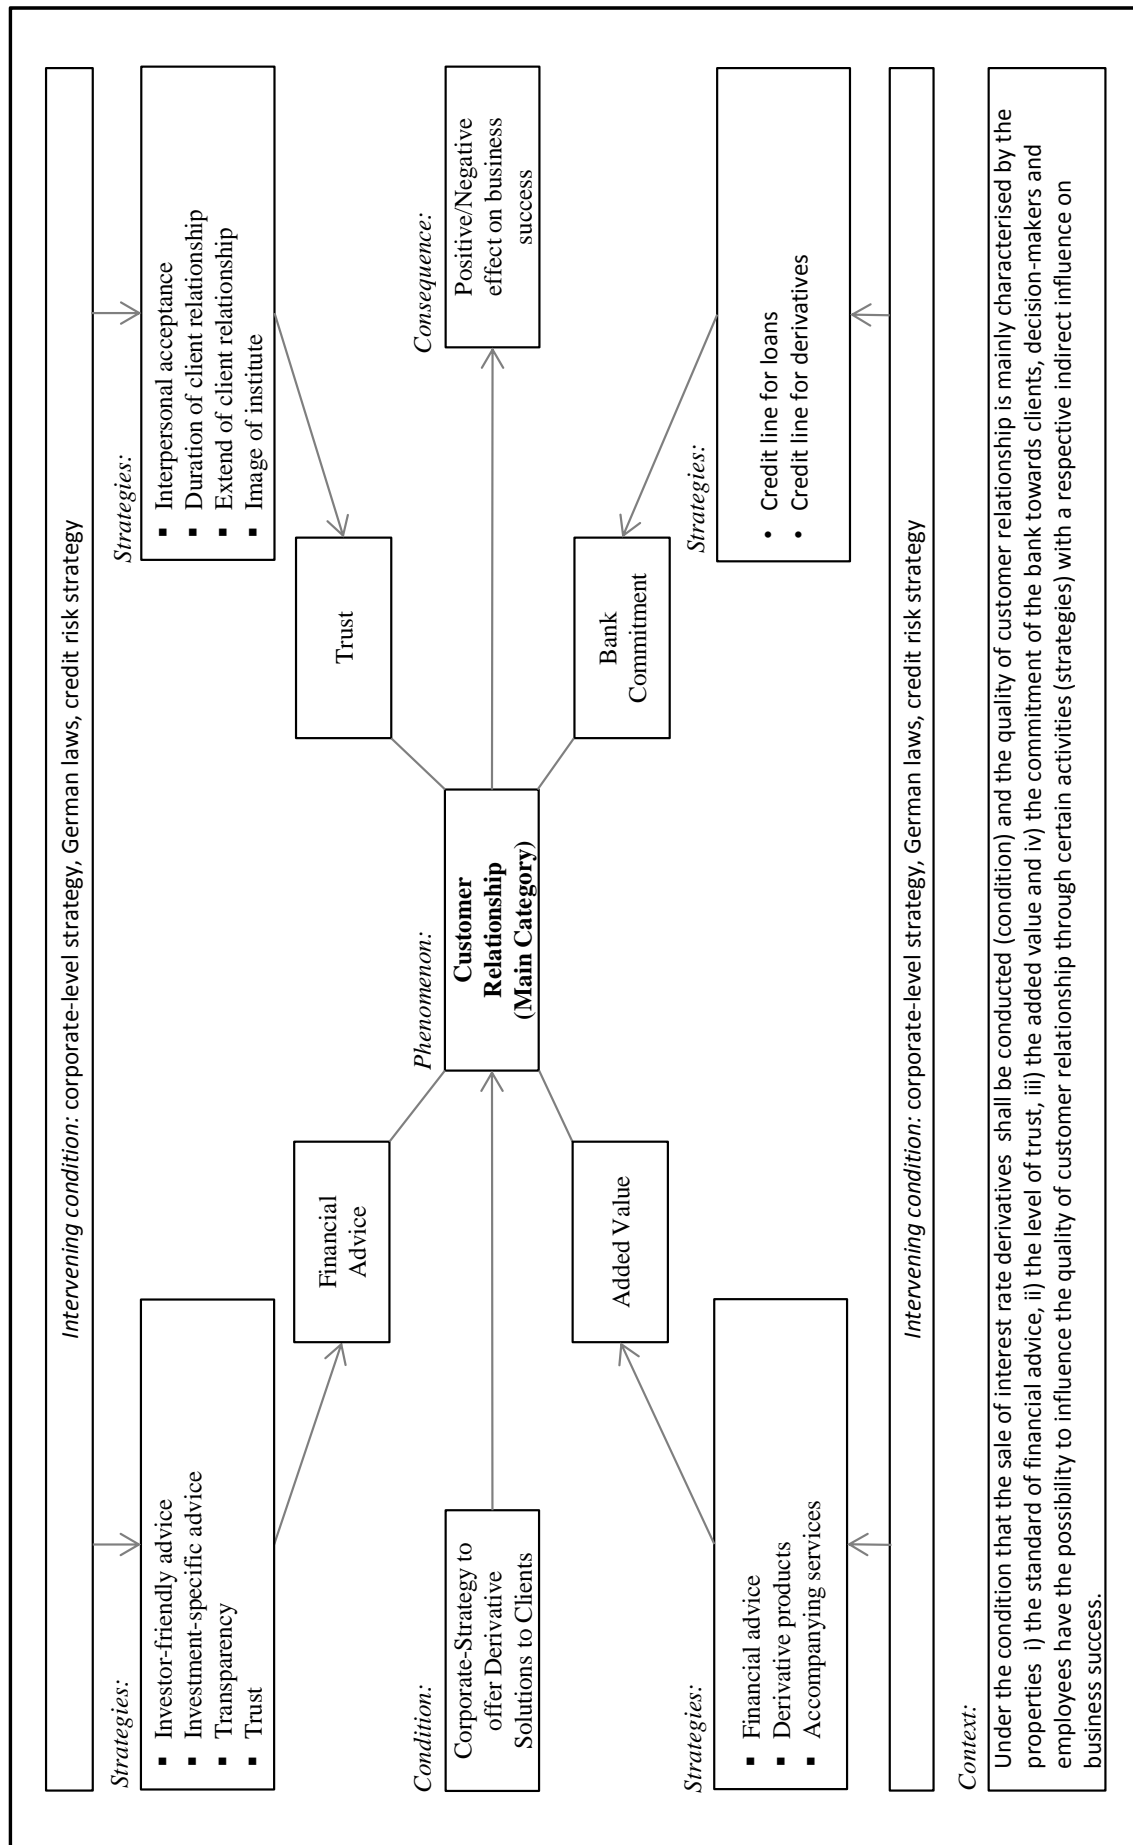 Intervening condition: corporate-level strategy, German laws, credit risk strategy
Strategies:
▪ Investor-friendly advice
▪ Investment-specific advice
▪ Transparency
▪ Trust
Strategies:
▪ Interpersonal acceptance
▪ Duration of client relationship
▪ Extend of client relationship
▪ Image of institute
Financial
Advice
Trust
Condition:
Corporate-Strategy to
offer Derivative
Solutions to Clients
Phenomenon:
Customer
Relationship
(Main Category)
Consequence:
Positive/Negative
effect on business
success
Added Value
Bank
Commitment
Strategies:
▪ Financial advice
▪ Derivative products
▪ Accompanying services
Strategies:
• Credit line for loans
• Credit line for derivatives
Intervening condition: corporate-level strategy, German laws, credit risk strategy
Context:
Under the condition that the sale of interest rate derivatives shall be conducted (condition) and the quality of customer relationship is mainly characterised by the
properties i) the standard of financial advice, ii) the level of trust, iii) the added value and iv) the commitment of the bank towards clients, decision-makers and
employees have the possibility to influence the quality of customer relationship through certain activities (strategies) with a respective indirect influence on
business success.